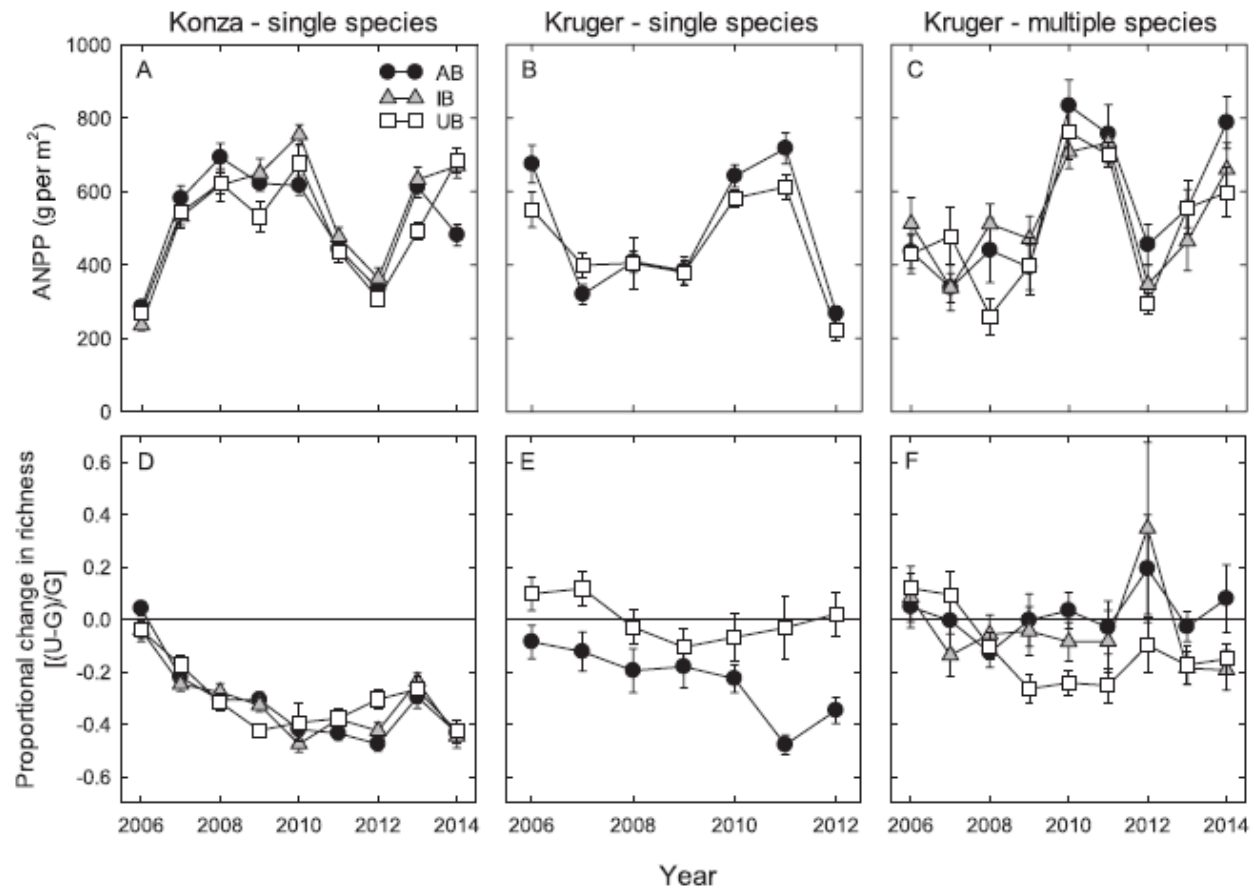 Konza - single species Kruger - single species Kruger - multiple species
1000
800
600
400
200
0
ANPP (g per m2)
A
AB
IB
UB
B
C
0.6
0.4
0.2
0.0
-0.2
-0.4
-0.6
Proportional change in richness
[(U-G)/G]
D
E
F
2006 2008 2010 2012 2014
2006 2008 2010 2012
2006 2008 2010 2012 2014
Year